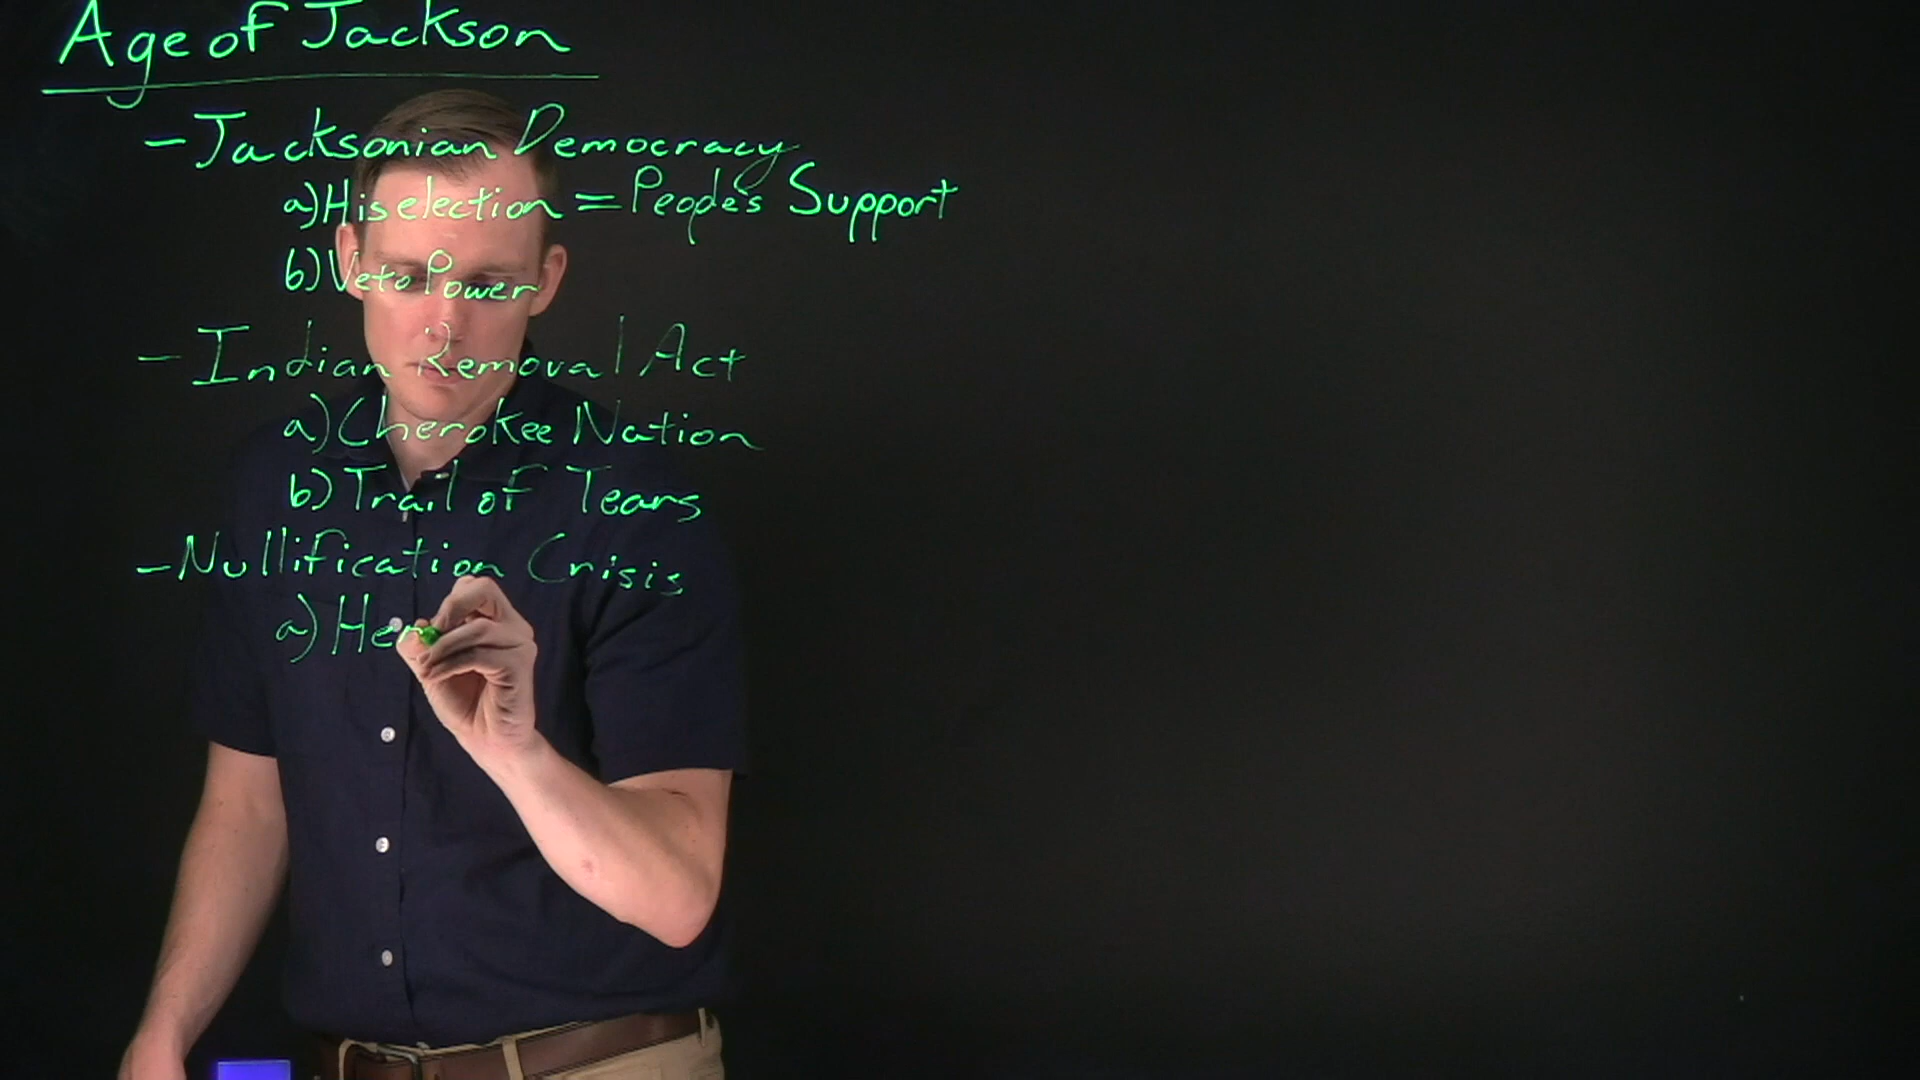 Age of Jackson
- Jacksonian Democracy
a) His election = People's Support
b) Veto Power
- Indian Removal Act
a) Cherokee Nation
b) Trail of Tears
- Nullification Crisis
a) Hen